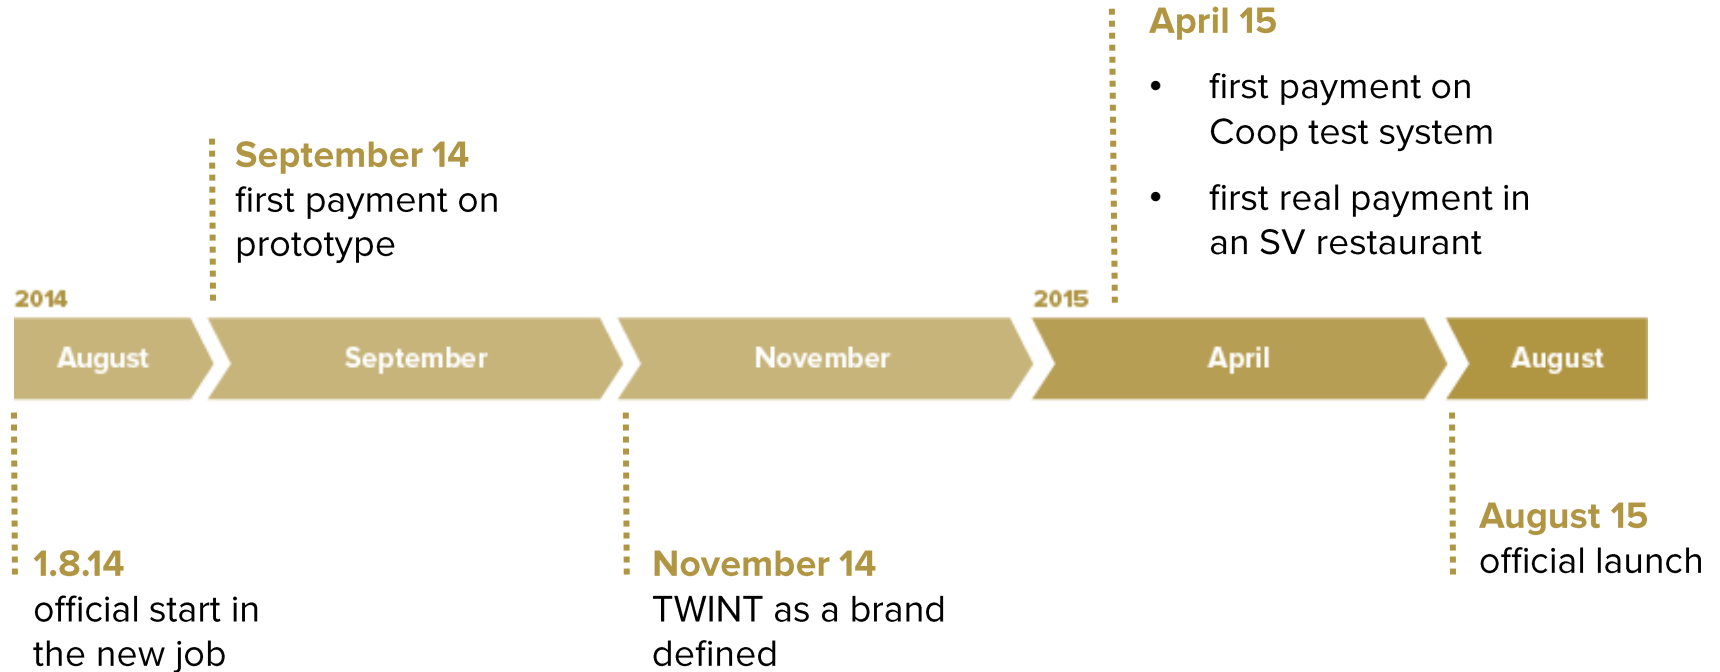 April 15
• first payment on
Coop test system
• first real payment in
an SV restaurant
September 14
first payment on
prototype
2014
2015
August
September
November
April
August
1.8.14
official start in
the new job
November 14
TWINT as a brand
defined
August 15
official launch